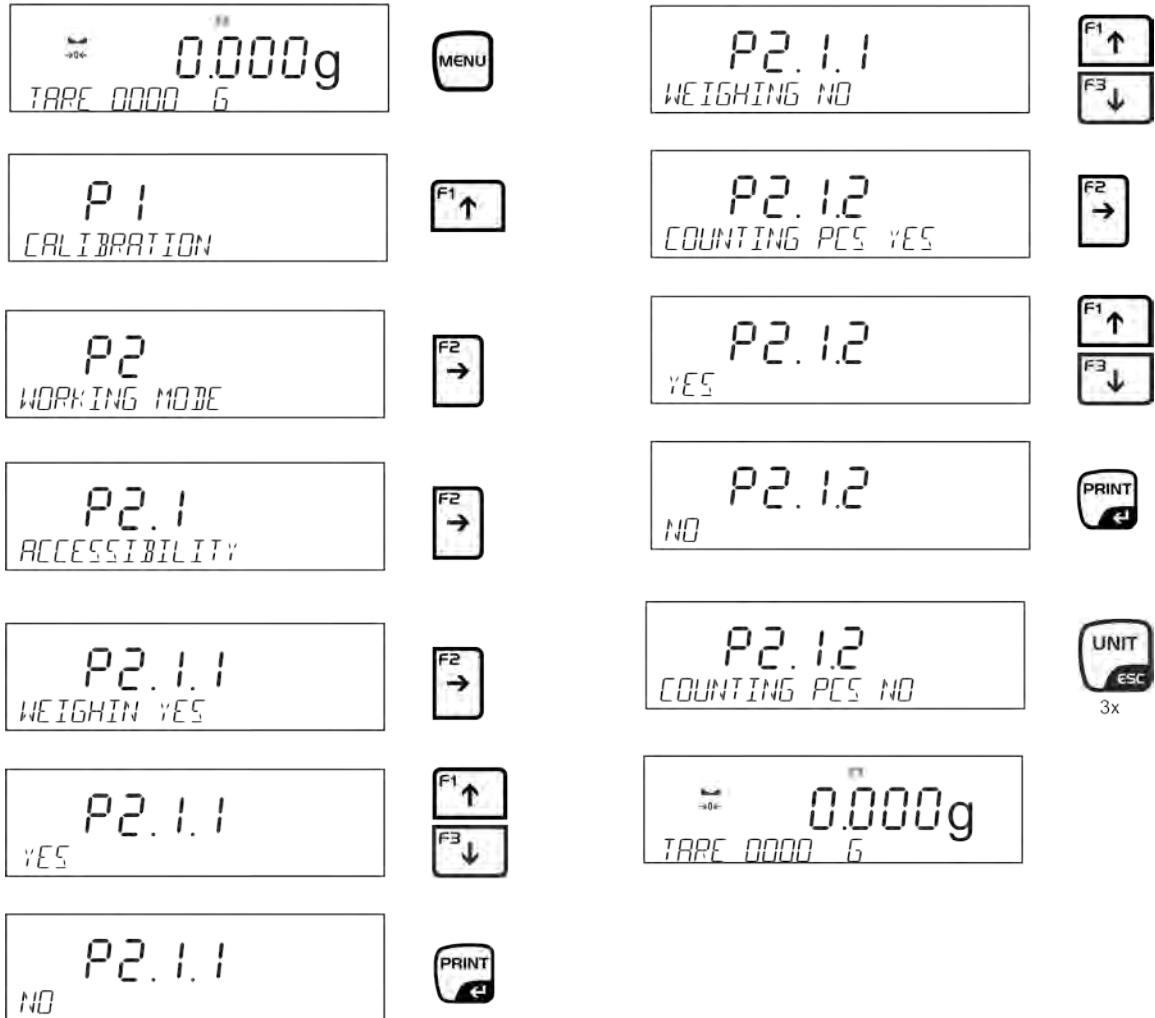 0.000g
TARE 0000 G
MENU
P1
CALIBRATION
F1 ↑
P2
WORKING MODE
F2 →
P2.1
ACCESSIBILITY
F2 →
P2.1.1
WEIGHIN YES
F2 →
P2.1.1
YES
F1 ↑
F3 ↓
P2.1.1
NO
PRINT
P2.1.1
WEIGHING NO
F1 ↑
F3 ↓
P2.1.2
COUNTING PCS YES
F2 →
P2.1.2
YES
F1 ↑
F3 ↓
P2.1.2
NO
PRINT
P2.1.2
COUNTING PCS NO
UNIT
ESC
3x
0.000g
TARE 0000 G